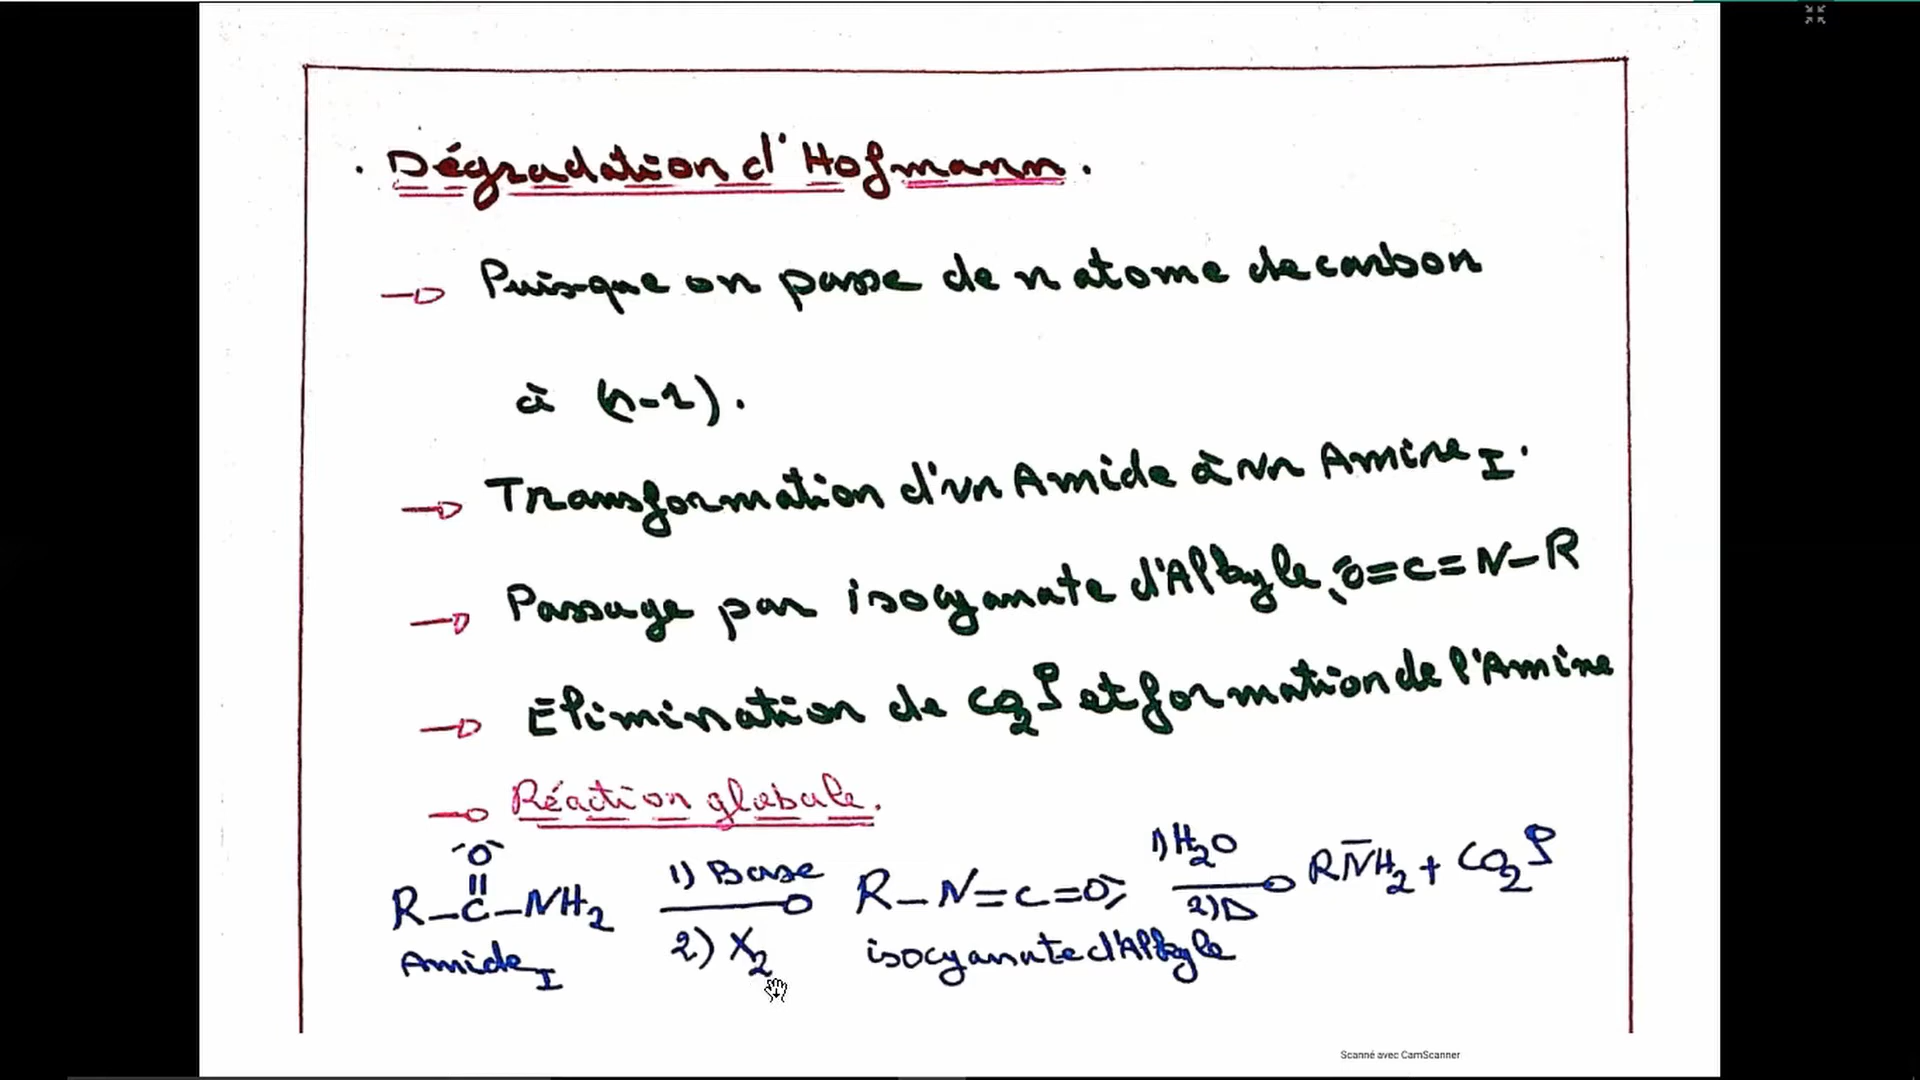 . Dégradation d'Hofmann.
→ Puisque on passe de n atome de carbon
à (n-1).
→ Transformation d'un Amide à un Amine I.
→ Passage par isocyanate d'Alkyle, O=C=N-R
→ Elimination de CO2↑ et formation de l'Amine
→ Réaction globale.
O
||
R-C-NH2 1) Base 2) X2 → R-N=C=O 1) H2O 2) Δ → RNH2 + CO2↑
Amide I isocyanate d'Alkyle
Scanné avec CamScanner